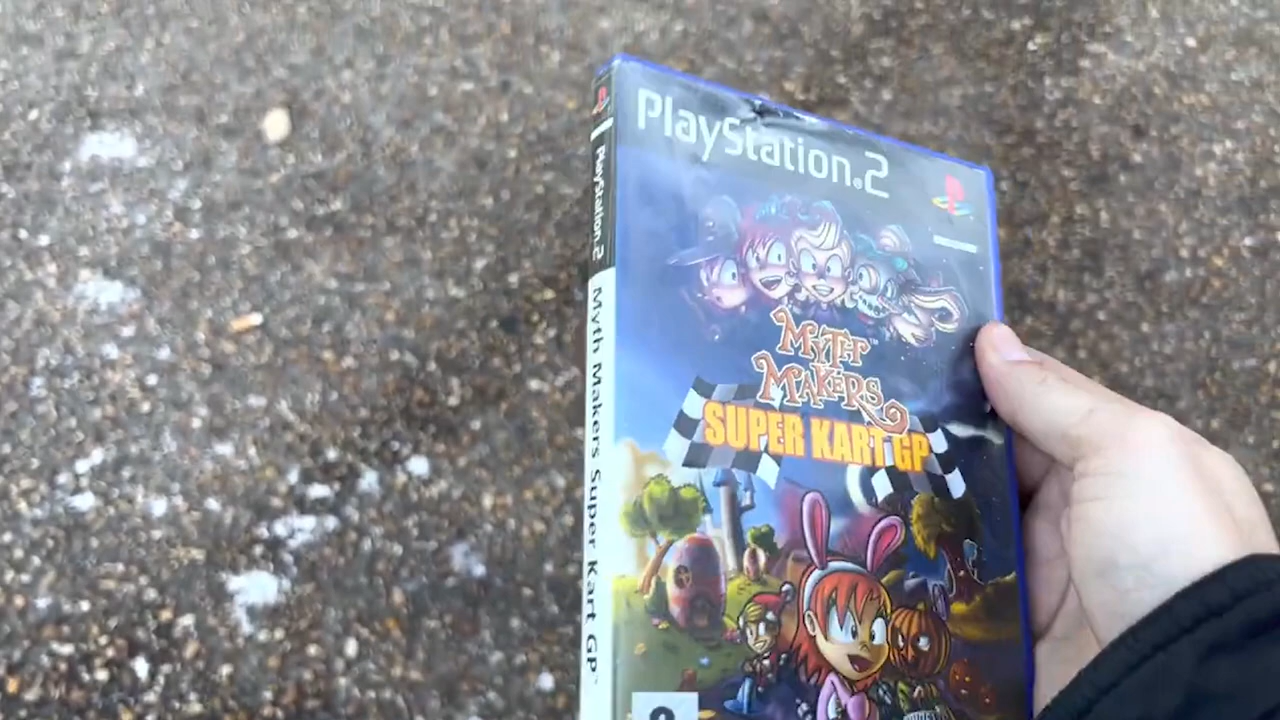 PlayStation.2
PlayStation.2
MYTH
MAKERS
SUPER KART GP
Myth Makers Super Kart GP